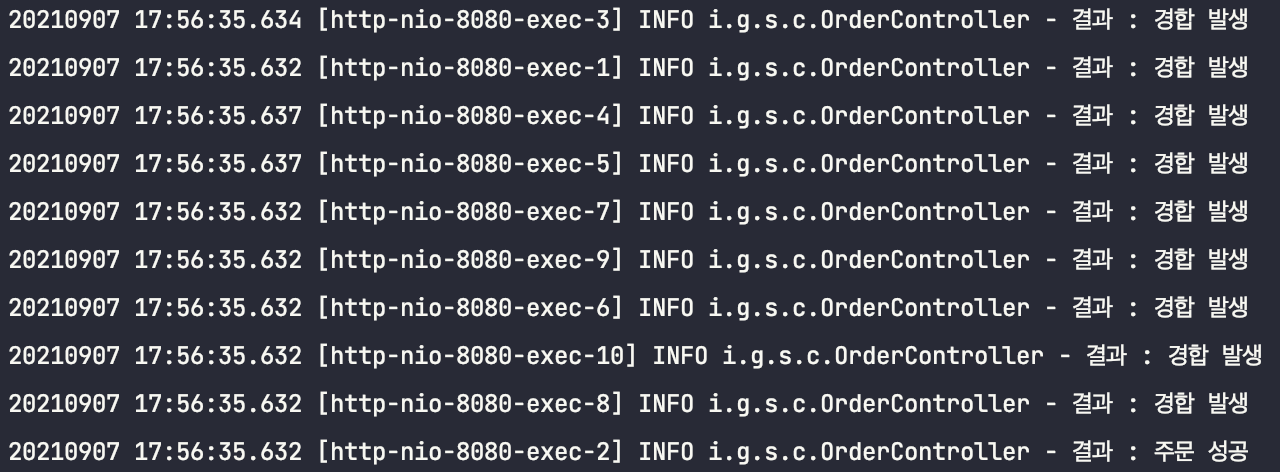 20210907 17:56:35.634 [http-nio-8080-exec-3] INFO i.g.s.c.OrderController - 결과 : 경합 발생
20210907 17:56:35.632 [http-nio-8080-exec-1] INFO i.g.s.c.OrderController - 결과 : 경합 발생
20210907 17:56:35.637 [http-nio-8080-exec-4] INFO i.g.s.c.OrderController - 결과 : 경합 발생
20210907 17:56:35.637 [http-nio-8080-exec-5] INFO i.g.s.c.OrderController - 결과 : 경합 발생
20210907 17:56:35.632 [http-nio-8080-exec-7] INFO i.g.s.c.OrderController - 결과 : 경합 발생
20210907 17:56:35.632 [http-nio-8080-exec-9] INFO i.g.s.c.OrderController - 결과 : 경합 발생
20210907 17:56:35.632 [http-nio-8080-exec-6] INFO i.g.s.c.OrderController - 결과 : 경합 발생
20210907 17:56:35.632 [http-nio-8080-exec-10] INFO i.g.s.c.OrderController - 결과 : 경합 발생
20210907 17:56:35.632 [http-nio-8080-exec-8] INFO i.g.s.c.OrderController - 결과 : 경합 발생
20210907 17:56:35.632 [http-nio-8080-exec-2] INFO i.g.s.c.OrderController - 결과 : 주문 성공